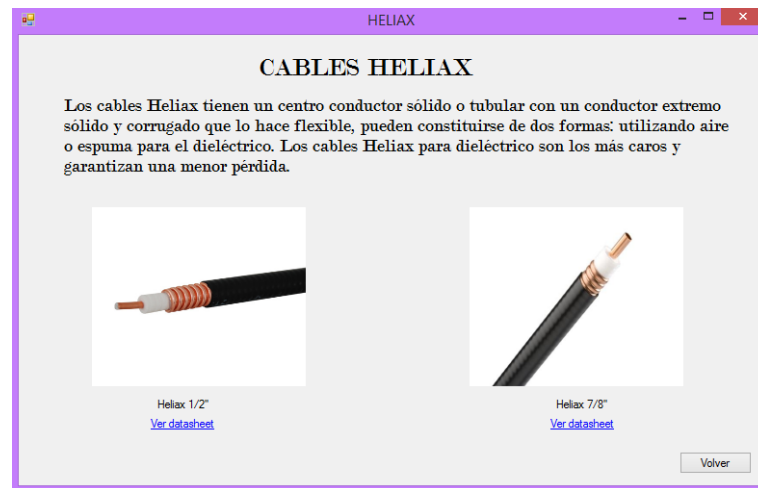 HELIAX
CABLES HELIAX
Los cables Heliax tienen un centro conductor sólido o tubular con un conductor extremo
sólido y corrugado que lo hace flexible, pueden constituirse de dos formas: utilizando aire
o espuma para el dieléctrico. Los cables Heliax para dieléctrico son los más caros y
garantizan una menor pérdida.
Heliax 1/2"
Heliax 7/8"
Ver datasheet
Ver datasheet
Volver